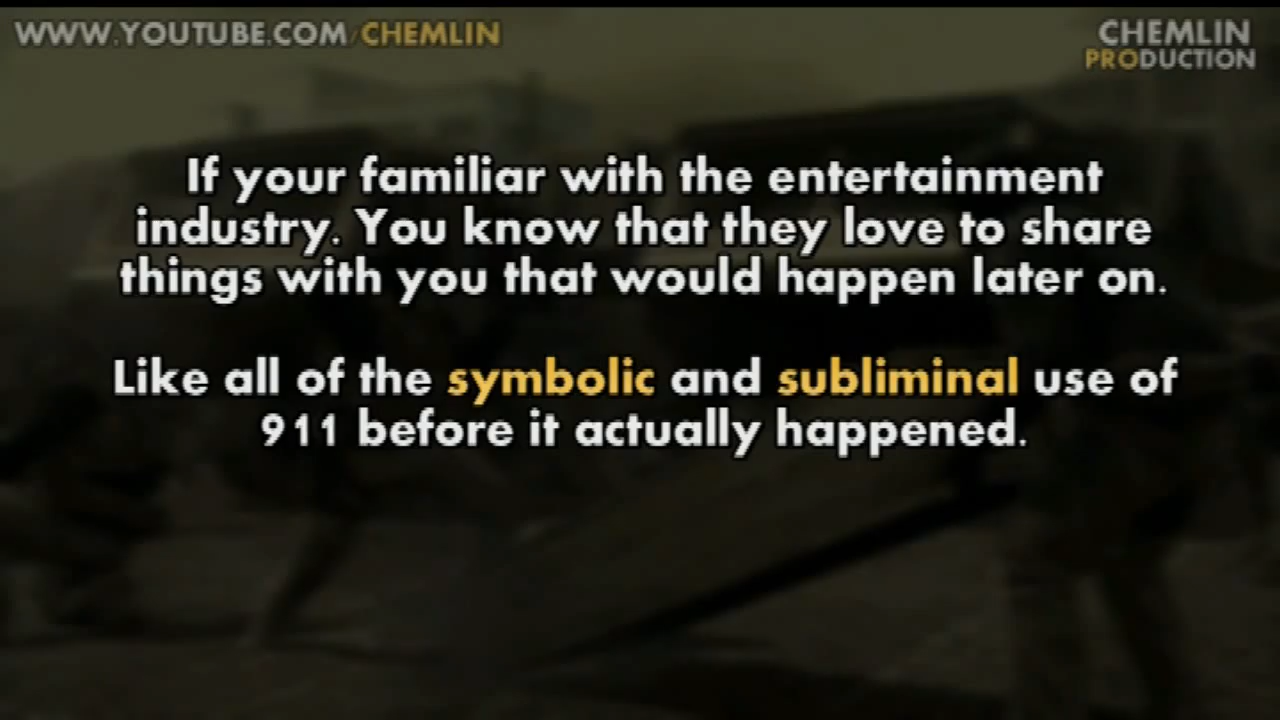 WWW.YOUTUBE.COM/CHEMLIN
CHEMLIN
PRODUCTION
If your familiar with the entertainment
industry. You know that they love to share
things with you that would happen later on.
Like all of the symbolic and subliminal use of
911 before it actually happened.